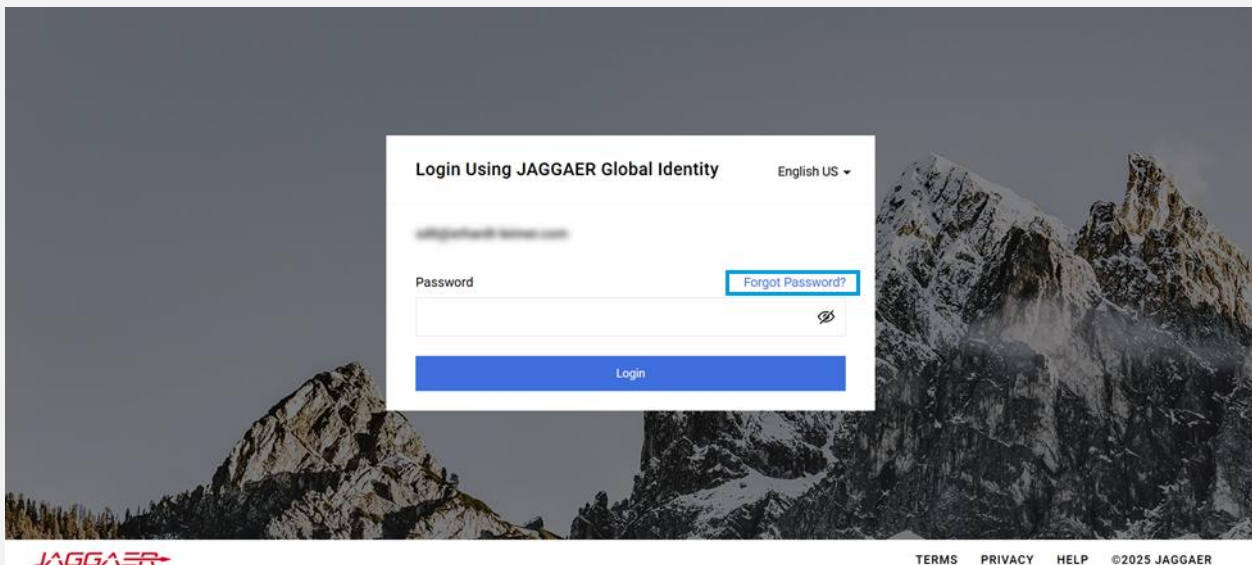 Login Using JAGGAER Global Identity English US
Password Forgot Password?
Login
JAGGAER TERMS PRIVACY HELP ©2025 JAGGAER